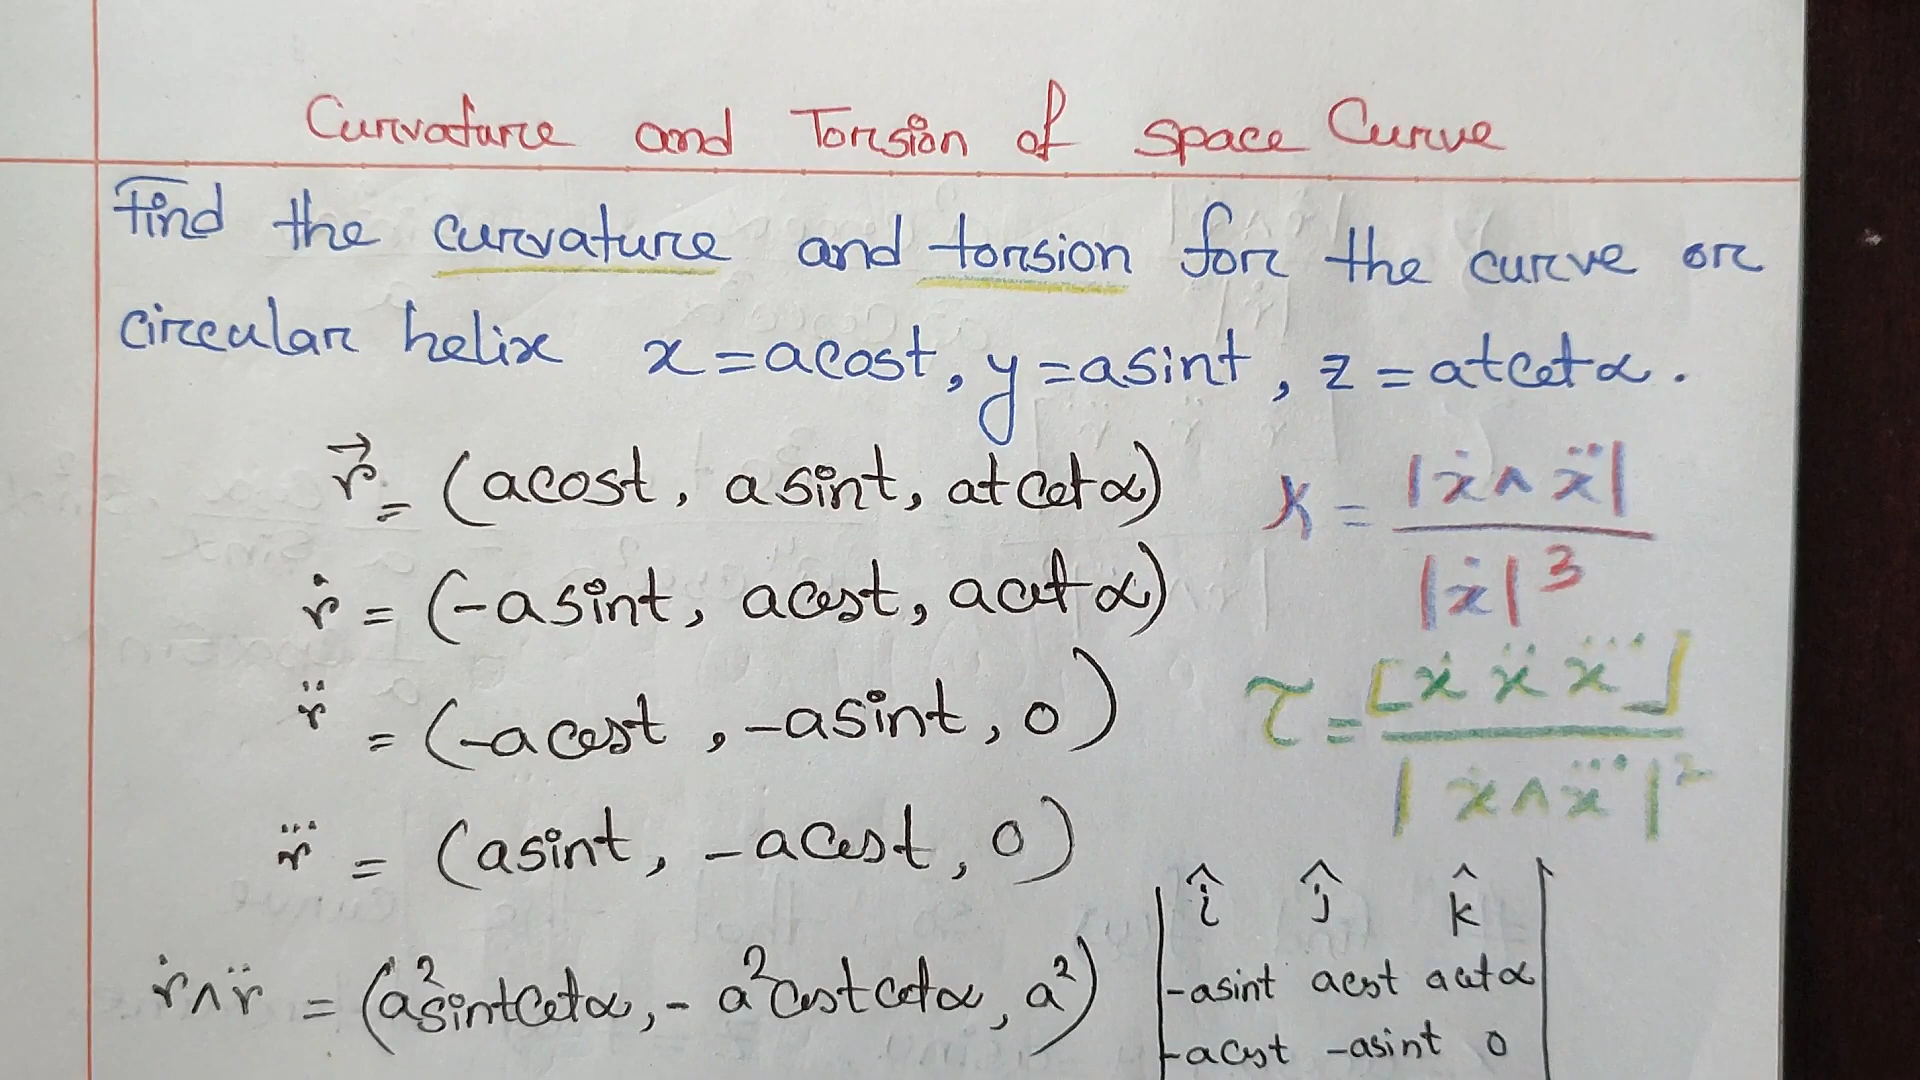 Curvature and Torsion of space Curve
Find the curvature and torsion for the curve or
circular helix x = acost, y = asint, z = atcotα.
r⃗ = (acost, asint, atcotα)
ṙ = (-asint, acost, acotα)
r̈ = (-acost, -asint, 0)
r⃛ = (asint, -acost, 0)
ṙ∧r̈ = (a²sintcotα, -a²costcotα, a²)
κ = |ẋ∧ẍ| / |ẋ|³
τ = [ẋ ẍ x⃛] / |ẋ∧x⃛|²
î ĵ k̂
-asint acost acotα
-acost -asint 0